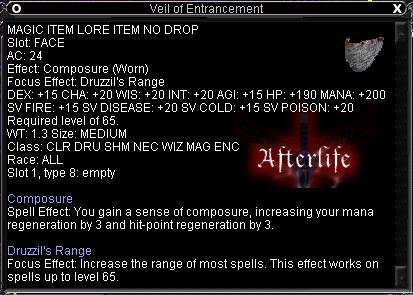 Veil of Entrancement
MAGIC ITEM LORE ITEM NO DROP
Slot: FACE
AC: 24
Effect: Composure (Worn)
Focus Effect: Druzzil's Range
DEX: +15 CHA: +20 WIS: +20 INT: +20 AGI: +15 HP: +190 MANA: +200
SV FIRE: +15 SV DISEASE: +20 SV COLD: +15 SV POISON: +20
Required level of 65.
WT: 1.3 Size: MEDIUM
Class: CLR DRU SHM NEC WIZ MAG ENC
Race: ALL
Slot 1, type 8: empty
Afterlife
Composure
Spell Effect: You gain a sense of composure, increasing your mana
regeneration by 3 and hit-point regeneration by 3.
Druzzil's Range
Focus Effect: Increase the range of most spells. This effect works on
spells up to level 65.